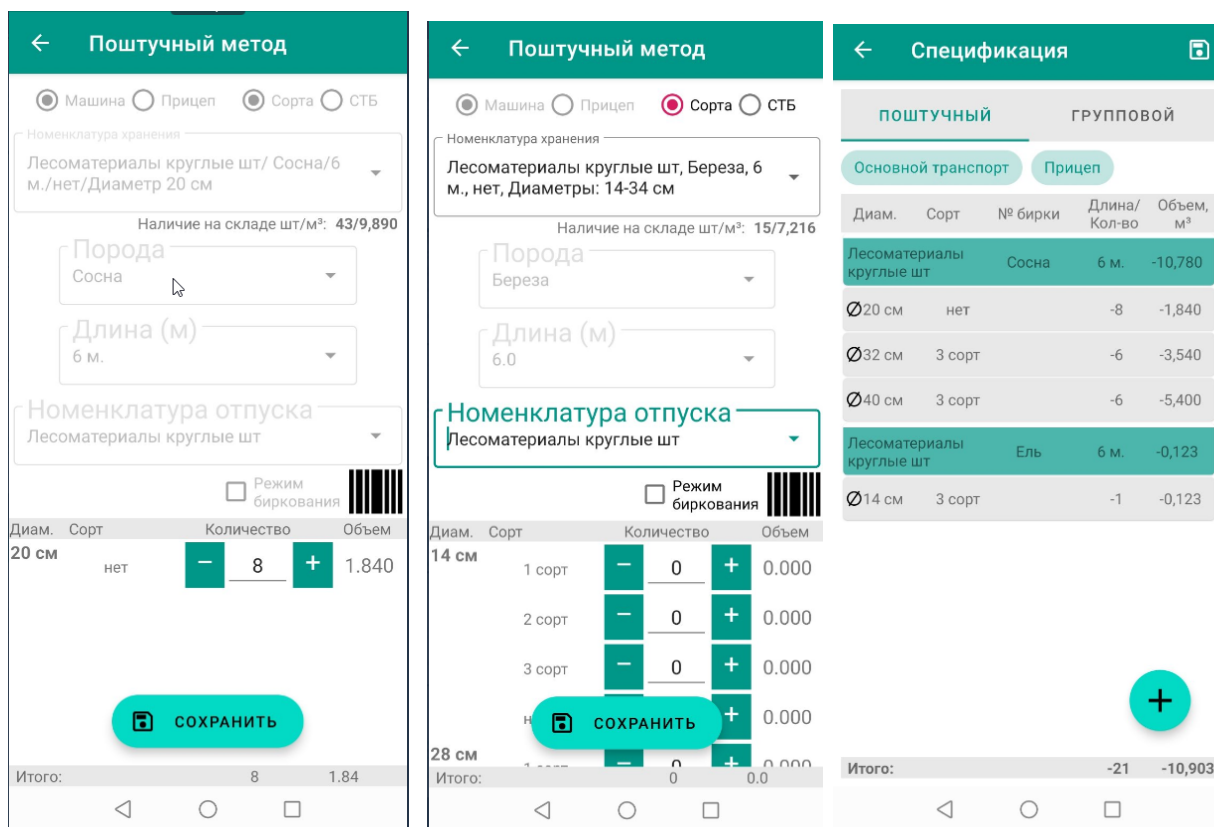 Поштучный метод
Машина Прицеп Сорта СТБ
Номенклатура хранения
Лесоматериалы круглые шт/ Сосна/6
м./нет/Диаметр 20 см
Наличие на складе шт/м³: 43/9,890
Порода
Сосна
Длина (м)
6 м.
Номенклатура отпуска
Лесоматериалы круглые шт
Режим
биркования
Диам. Сорт Количество Объем
20 см
нет − 8 + 1.840
СОХРАНИТЬ
Итого: 8 1.84
Поштучный метод
Машина Прицеп Сорта СТБ
Номенклатура хранения
Лесоматериалы круглые шт, Береза, 6
м., нет, Диаметры: 14-34 см
Наличие на складе шт/м³: 15/7,216
Порода
Береза
Длина (м)
6.0
Номенклатура отпуска
Лесоматериалы круглые шт
Режим
биркования
Диам. Сорт Количество Объем
14 см
1 сорт − 0 + 0.000
2 сорт − 0 + 0.000
3 сорт − 0 + 0.000
+ 0.000
СОХРАНИТЬ
28 см
1 сорт − 0 + 0.000
Итого: 0 0.0
Спецификация
ПОШТУЧНЫЙ ГРУППОВОЙ
Основной транспорт Прицеп
Диам. Сорт № бирки Длина/ Объем,
Кол-во м³
Лесоматериалы
круглые шт Сосна 6 м. -10,780
Ø20 см нет -8 -1,840
Ø32 см 3 сорт -6 -3,540
Ø40 см 3 сорт -6 -5,400
Лесоматериалы
круглые шт Ель 6 м. -0,123
Ø14 см 3 сорт -1 -0,123
+
Итого: -21 -10,903